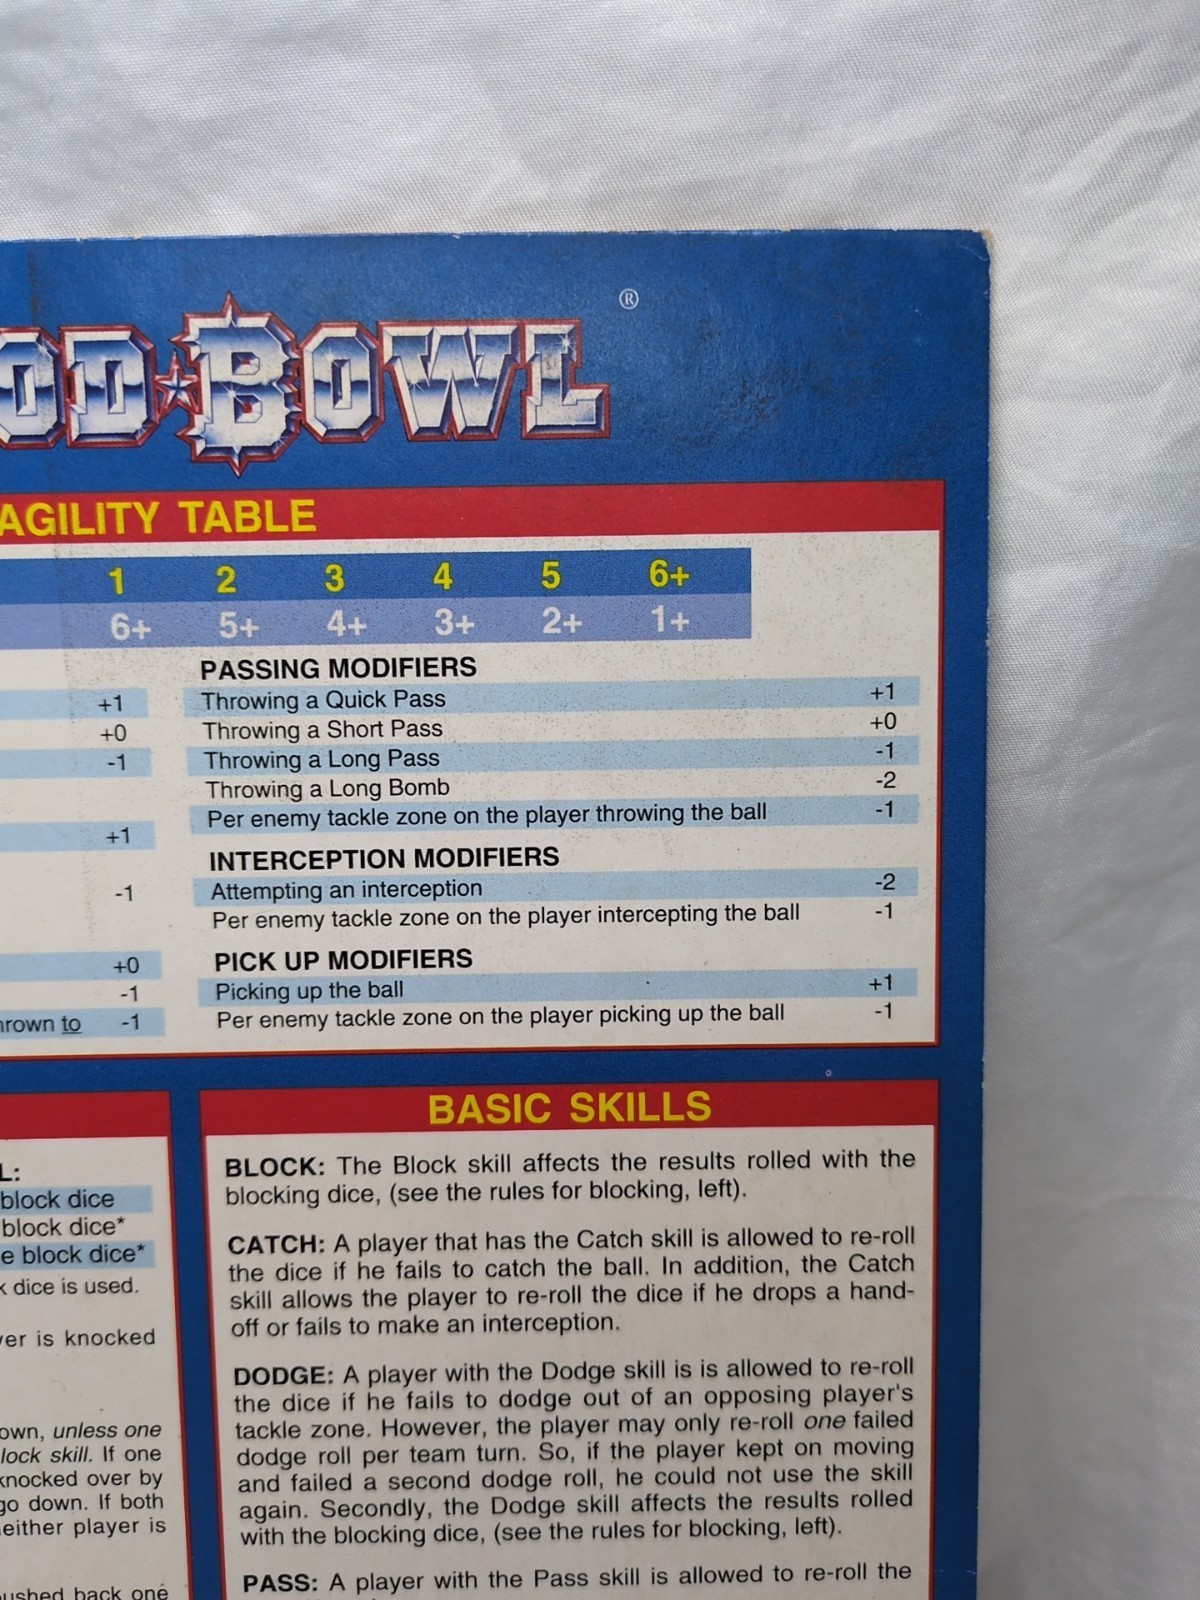 OD★BOWL ®
AGILITY TABLE
1 2 3 4 5 6+
6+ 5+ 4+ 3+ 2+ 1+
+1
+0
-1
+1
-1
+0
-1
thrown to -1
PASSING MODIFIERS
Throwing a Quick Pass +1
Throwing a Short Pass +0
Throwing a Long Pass -1
Throwing a Long Bomb -2
Per enemy tackle zone on the player throwing the ball -1
INTERCEPTION MODIFIERS
Attempting an interception -2
Per enemy tackle zone on the player intercepting the ball -1
PICK UP MODIFIERS
Picking up the ball +1
Per enemy tackle zone on the player picking up the ball -1
L:
block dice
block dice*
e block dice*
k dice is used.
er is knocked
own, unless one
lock skill. If one
knocked over by
go down. If both
either player is
ushed back one
BASIC SKILLS
BLOCK: The Block skill affects the results rolled with the
blocking dice, (see the rules for blocking, left).
CATCH: A player that has the Catch skill is allowed to re-roll
the dice if he fails to catch the ball. In addition, the Catch
skill allows the player to re-roll the dice if he drops a hand-
off or fails to make an interception.
DODGE: A player with the Dodge skill is is allowed to re-roll
the dice if he fails to dodge out of an opposing player's
tackle zone. However, the player may only re-roll one failed
dodge roll per team turn. So, if the player kept on moving
and failed a second dodge roll, he could not use the skill
again. Secondly, the Dodge skill affects the results rolled
with the blocking dice, (see the rules for blocking, left).
PASS: A player with the Pass skill is allowed to re-roll the